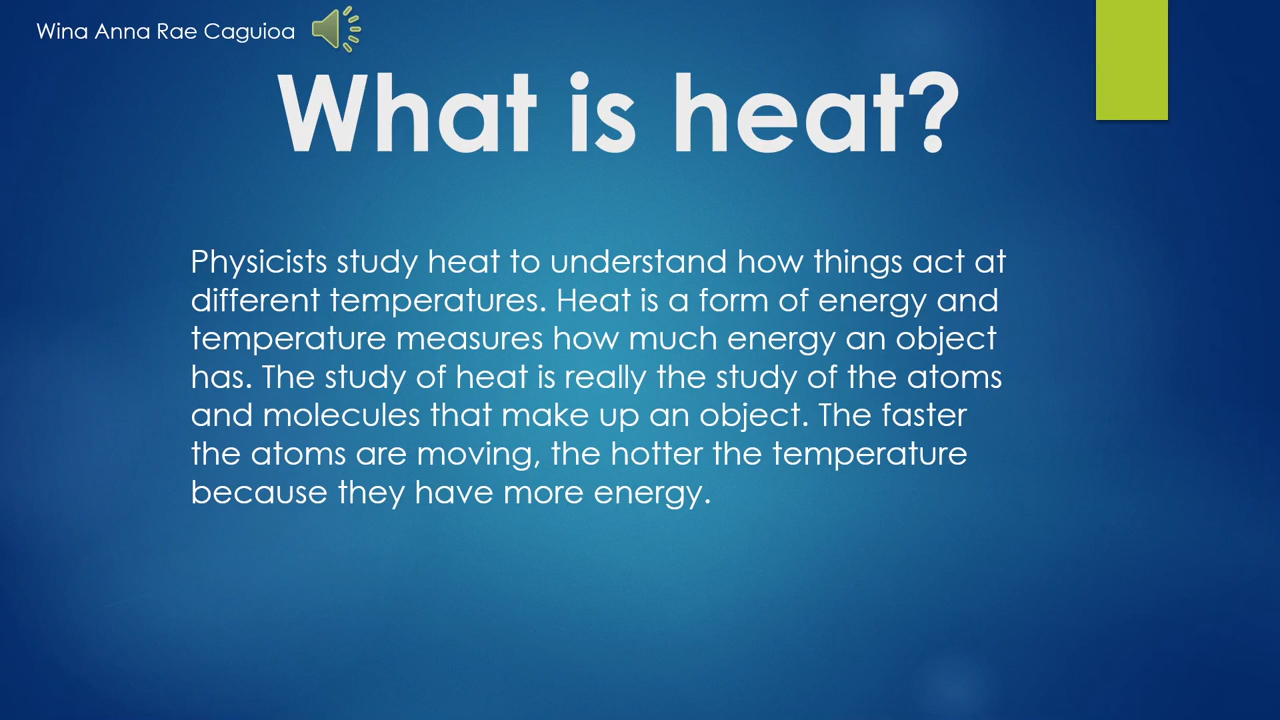 Wina Anna Rae Caguioa
What is heat?
Physicists study heat to understand how things act at
different temperatures. Heat is a form of energy and
temperature measures how much energy an object
has. The study of heat is really the study of the atoms
and molecules that make up an object. The faster
the atoms are moving, the hotter the temperature
because they have more energy.